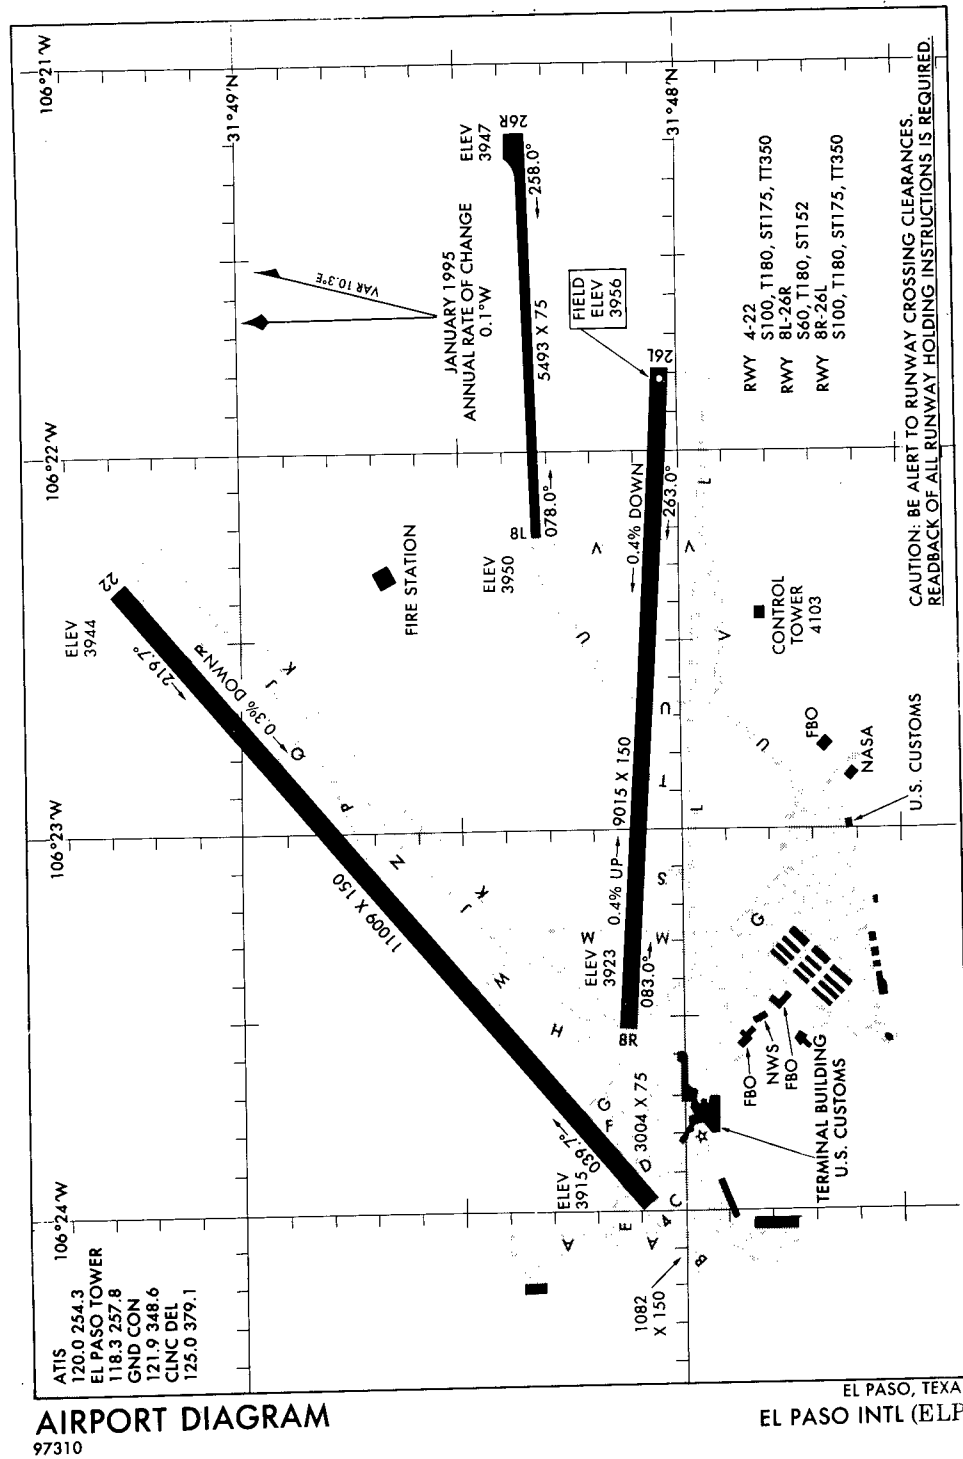 ATIS
120.0 254.3
EL PASO TOWER
118.3 257.8
GND CON
121.9 348.6
CLNC DEL
125.0 379.1
106°24'W
106°23'W
106°22'W
106°21'W
31°49'N
31°48'N
VAR 10.3°E
JANUARY 1995
ANNUAL RATE OF CHANGE
0.1°W
ELEV
3947
26R
258.0°
5493 X 75
078.0°
18L
ELEV
3950
FIELD
ELEV
3956
26L
263.0°
0.4% DOWN
9015 X 150
0.4% UP
083.0°
8R
ELEV
3923
22
ELEV
3944
219.7°
0.3% DOWN
11009 X 150
039.7°
4
ELEV
3915
FIRE STATION
R
K
J
Q
P
N
K
J
M
H
G
F
D
3004 X 75
E
C
A
A
B
1082
X 150
M
M
S
T
U
U
U
V
V
V
L
L
G
CONTROL
TOWER
4103
FBO
NASA
U.S. CUSTOMS
FBO
NWS
FBO
TERMINAL BUILDING
U.S. CUSTOMS
RWY 4-22
S100, T180, ST175, TT350
RWY 8L-26R
S60, T180, ST152
RWY 8R-26L
S100, T180, ST175, TT350
CAUTION: BE ALERT TO RUNWAY CROSSING CLEARANCES.
READBACK OF ALL RUNWAY HOLDING INSTRUCTIONS IS REQUIRED.
AIRPORT DIAGRAM
97310
EL PASO, TEXA
EL PASO INTL (ELP